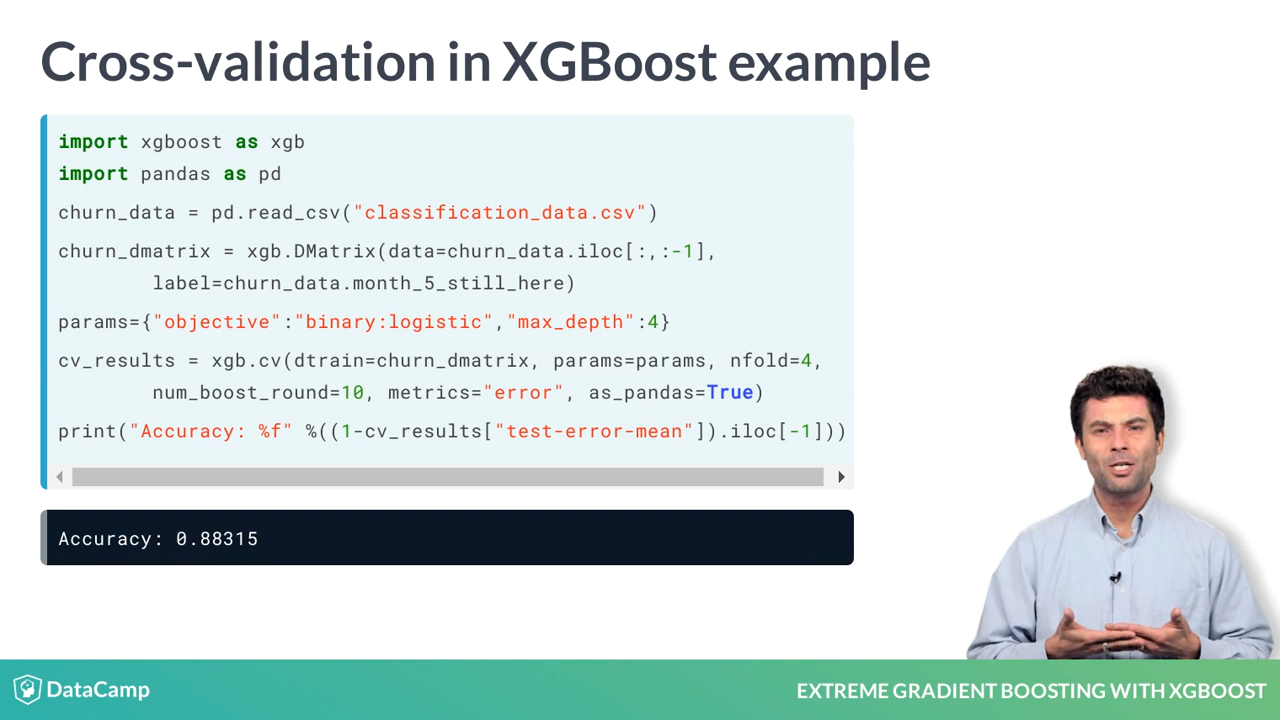 Cross-validation in XGBoost example
import xgboost as xgb
import pandas as pd
churn_data = pd.read_csv("classification_data.csv")
churn_dmatrix = xgb.DMatrix(data=churn_data.iloc[:,:-1],
label=churn_data.month_5_still_here)
params={"objective":"binary:logistic","max_depth":4}
cv_results = xgb.cv(dtrain=churn_dmatrix, params=params, nfold=4,
num_boost_round=10, metrics="error", as_pandas=True)
print("Accuracy: %f" %((1-cv_results["test-error-mean"]).iloc[-1]))
Accuracy: 0.88315
DataCamp
EXTREME GRADIENT BOOSTING WITH XGBOOST